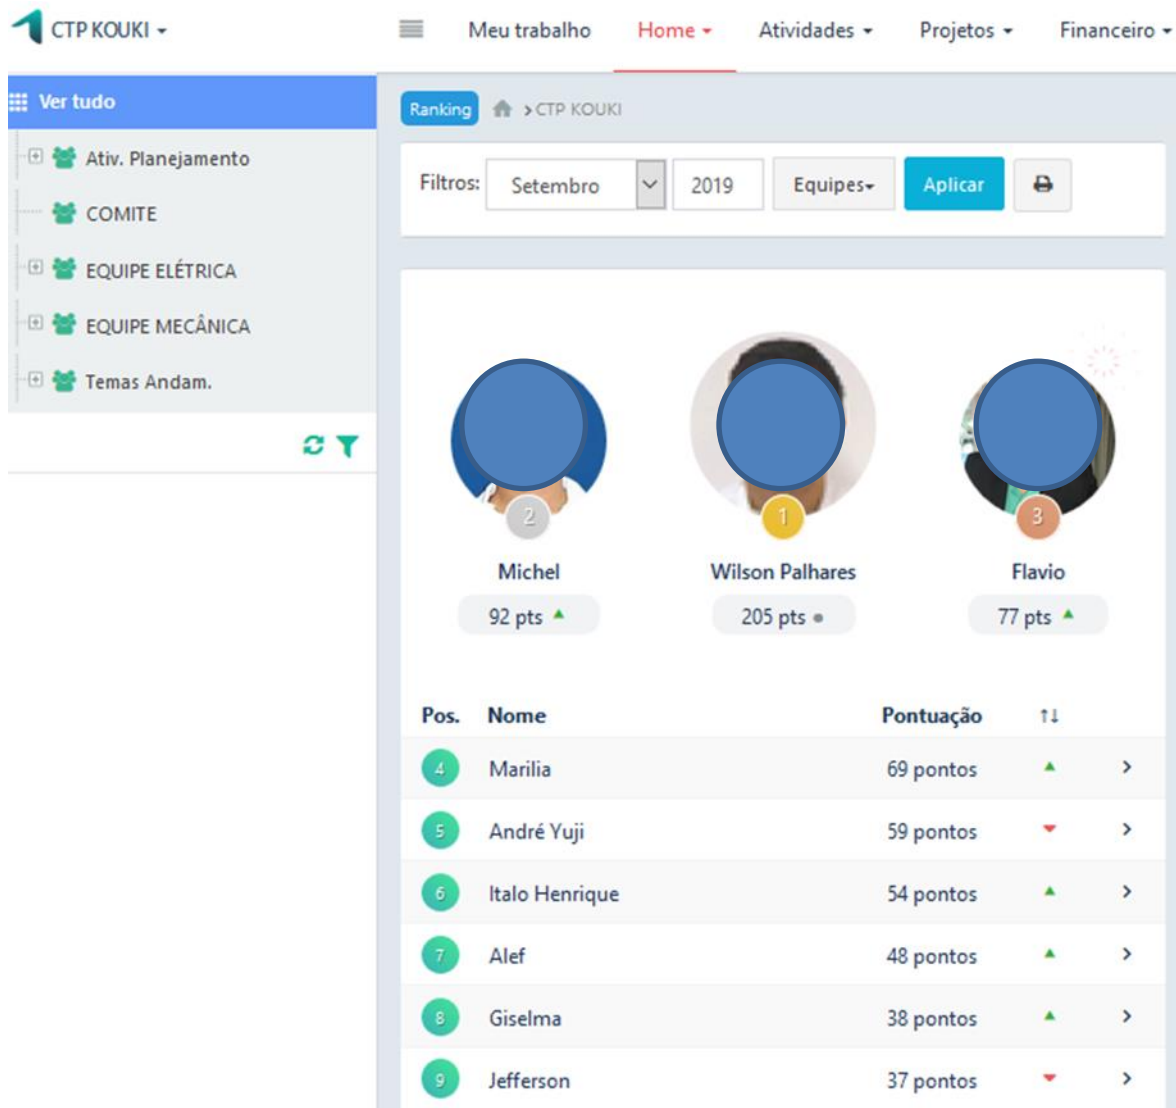 CTP KOUKI
Meu trabalho Home Atividades Projetos Financeiro
Ver tudo
Ativ. Planejamento
COMITE
EQUIPE ELÉTRICA
EQUIPE MECÂNICA
Temas Andam.
Ranking > CTP KOUKI
Filtros: Setembro 2019 Equipes Aplicar
2 1 3
Michel Wilson Palhares Flavio
92 pts 205 pts 77 pts
Pos. Nome Pontuação ↑↓
4 Marilia 69 pontos >
5 André Yuji 59 pontos >
6 Italo Henrique 54 pontos >
7 Alef 48 pontos >
8 Giselma 38 pontos >
9 Jefferson 37 pontos >